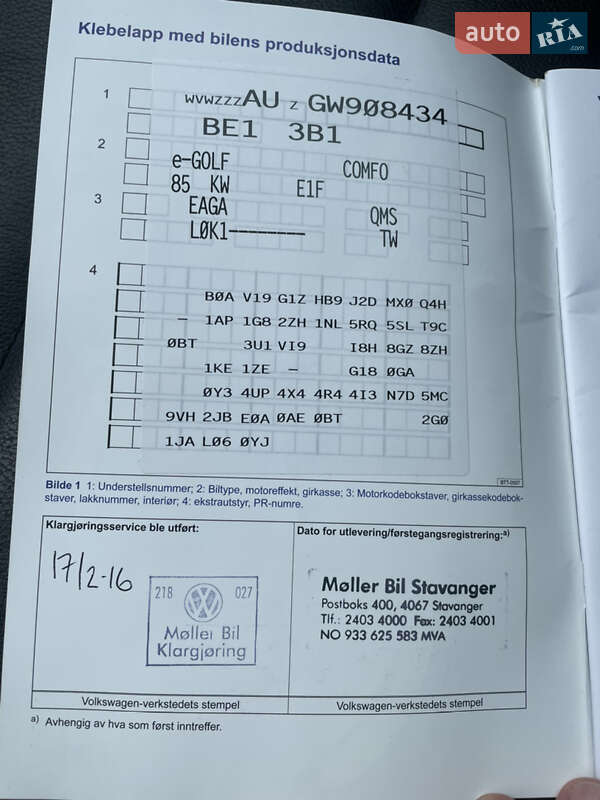 auto RIA .com
Klebelapp med bilens produksjonsdata
1 WVWZZZAU Z GW908434
BE1 3B1
2
e-GOLF COMFO
85 KW E1F
3 EAGA QMS
LØK1--------- TW
4
BØA V19 G1Z HB9 J2D MXØ Q4H
– 1AP 1G8 2ZH 1NL 5RQ 5SL T9C
ØBT 3U1 VI9 I8H 8GZ 8ZH
1KE 1ZE – G18 ØGA
ØY3 4UP 4X4 4R4 4I3 N7D 5MC
9VH 2JB EØA ØAE ØBT 2GØ
1JA LØ6 ØYJ
Bilde 1 1: Understellsnummer; 2: Biltype, motoreffekt, girkasse; 3: Motorkodebokstaver, girkassekodebok-
staver, lakknummer, interiør; 4: ekstrautstyr, PR-numre.
Klargjøringsservice ble utført:
Dato for utlevering/førstegangsregistrering:a)
17/2-16
218 027
Møller Bil
Klargjøring
Møller Bil Stavanger
Postboks 400, 4067 Stavanger
Tlf.: 2403 4000 Fax: 2403 4001
NO 933 625 583 MVA
Volkswagen-verkstedets stempel
Volkswagen-verkstedets stempel
a) Avhengig av hva som først inntreffer.